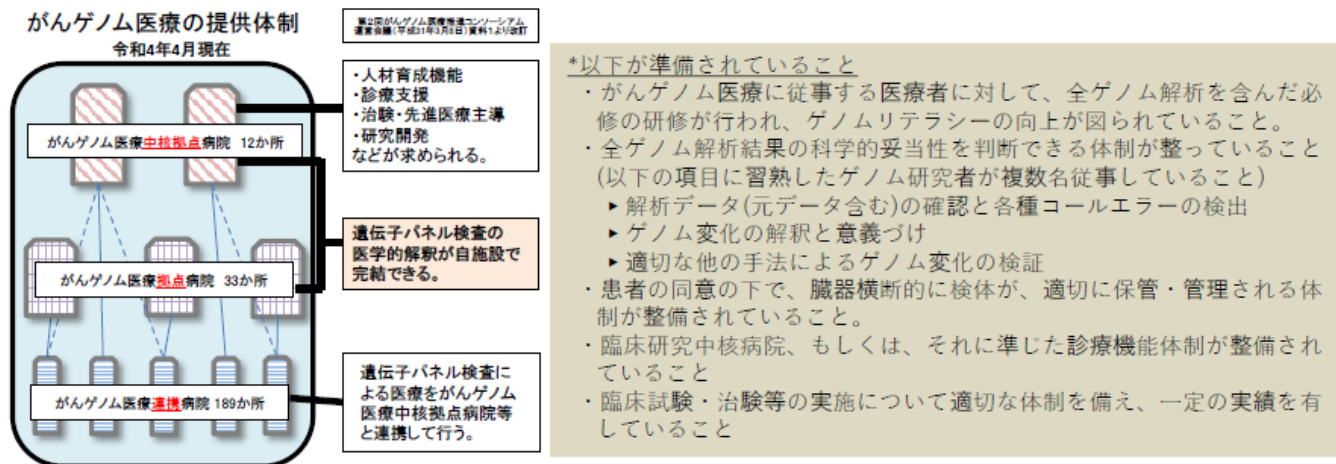 がんゲノム医療の提供体制
令和4年4月現在
第2回がんゲノム医療推進コンソーシアム
運営会議(平成31年3月8日)資料1より改訂
がんゲノム医療中核拠点病院 12か所
・人材育成機能
・診療支援
・治験・先進医療主導
・研究開発
などが求められる。
遺伝子パネル検査の
医学的解釈が自施設で
完結できる。
がんゲノム医療拠点病院 33か所
がんゲノム医療連携病院 189か所
遺伝子パネル検査に
よる医療をがんゲノム
医療中核拠点病院等
と連携して行う。
*以下が準備されていること
・がんゲノム医療に従事する医療者に対して、全ゲノム解析を含んだ必
修の研修が行われ、ゲノムリテラシーの向上が図られていること。
・全ゲノム解析結果の科学的妥当性を判断できる体制が整っていること
(以下の項目に習熟したゲノム研究者が複数名従事していること)
▸解析データ(元データ含む)の確認と各種コールエラーの検出
▸ゲノム変化の解釈と意義づけ
▸適切な他の手法によるゲノム変化の検証
・患者の同意の下で、臓器横断的に検体が、適切に保管・管理される体
制が整備されていること。
・臨床研究中核病院、もしくは、それに準じた診療機能体制が整備され
ていること
・臨床試験・治験等の実施について適切な体制を備え、一定の実績を有
していること